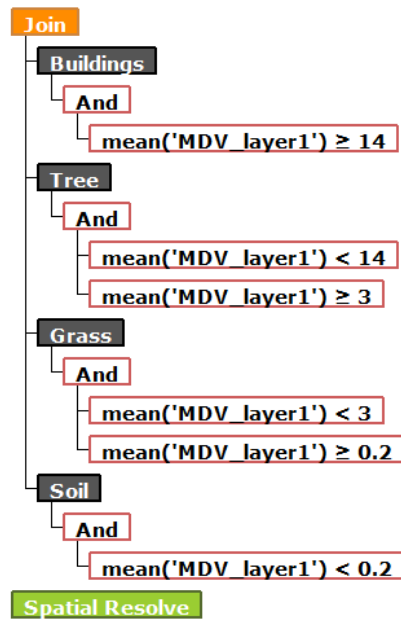 Join
Buildings
And
mean('MDV_layer1') ≥ 14
Tree
And
mean('MDV_layer1') < 14
mean('MDV_layer1') ≥ 3
Grass
And
mean('MDV_layer1') < 3
mean('MDV_layer1') ≥ 0.2
Soil
And
mean('MDV_layer1') < 0.2
Spatial Resolve